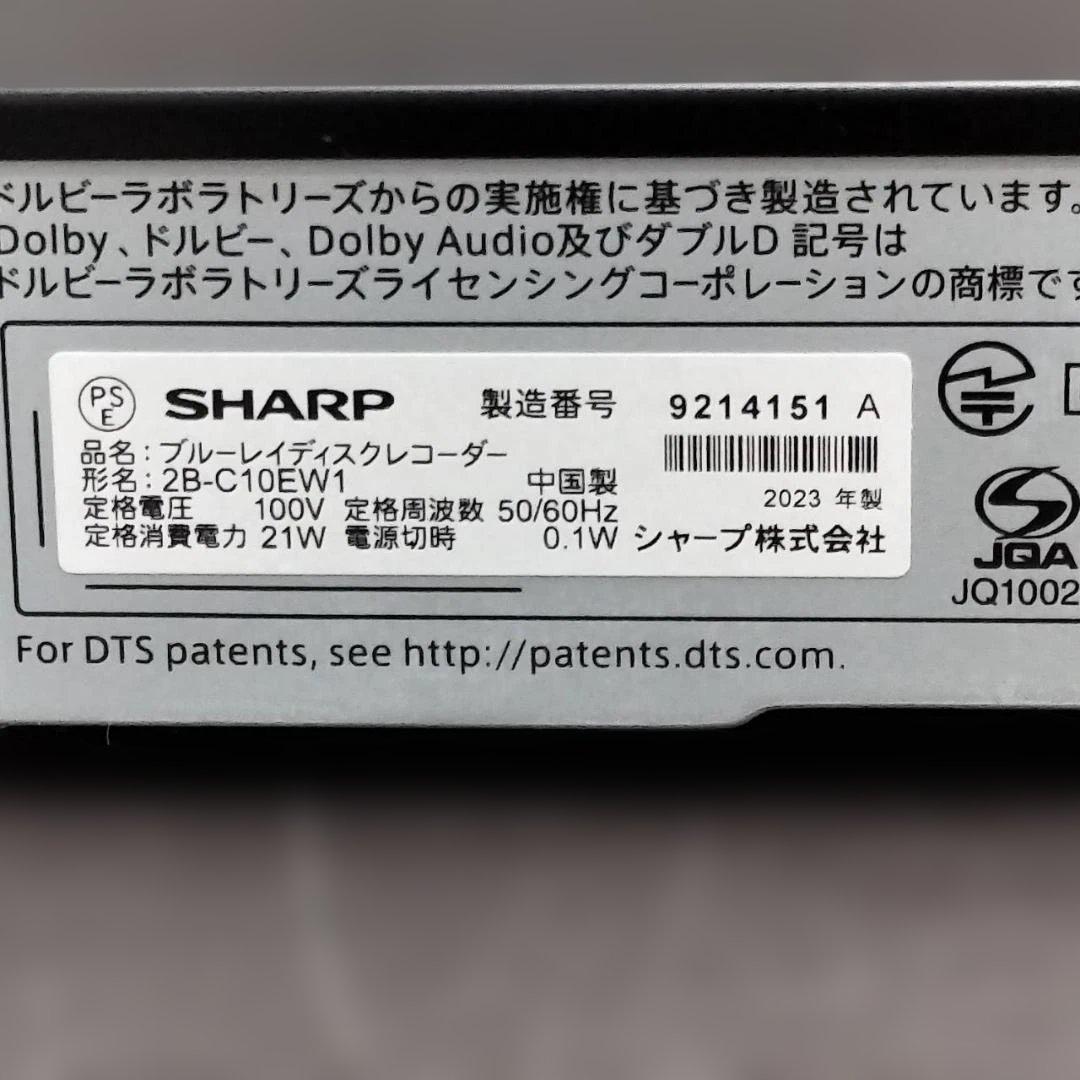 ドルビーラボラトリーズからの実施権に基づき製造されています。
Dolby、ドルビー、Dolby Audio及びダブルD 記号は
ドルビーラボラトリーズライセンシングコーポレーションの商標です
PSE SHARP 製造番号 9214151 A
品名：ブルーレイディスクレコーダー
形名：2B-C10EW1 中国製
2023 年製
定格電圧 100V 定格周波数 50/60Hz
定格消費電力 21W 電源切時 0.1W シャープ株式会社
JQA
JQ1002
For DTS patents, see http://patents.dts.com.